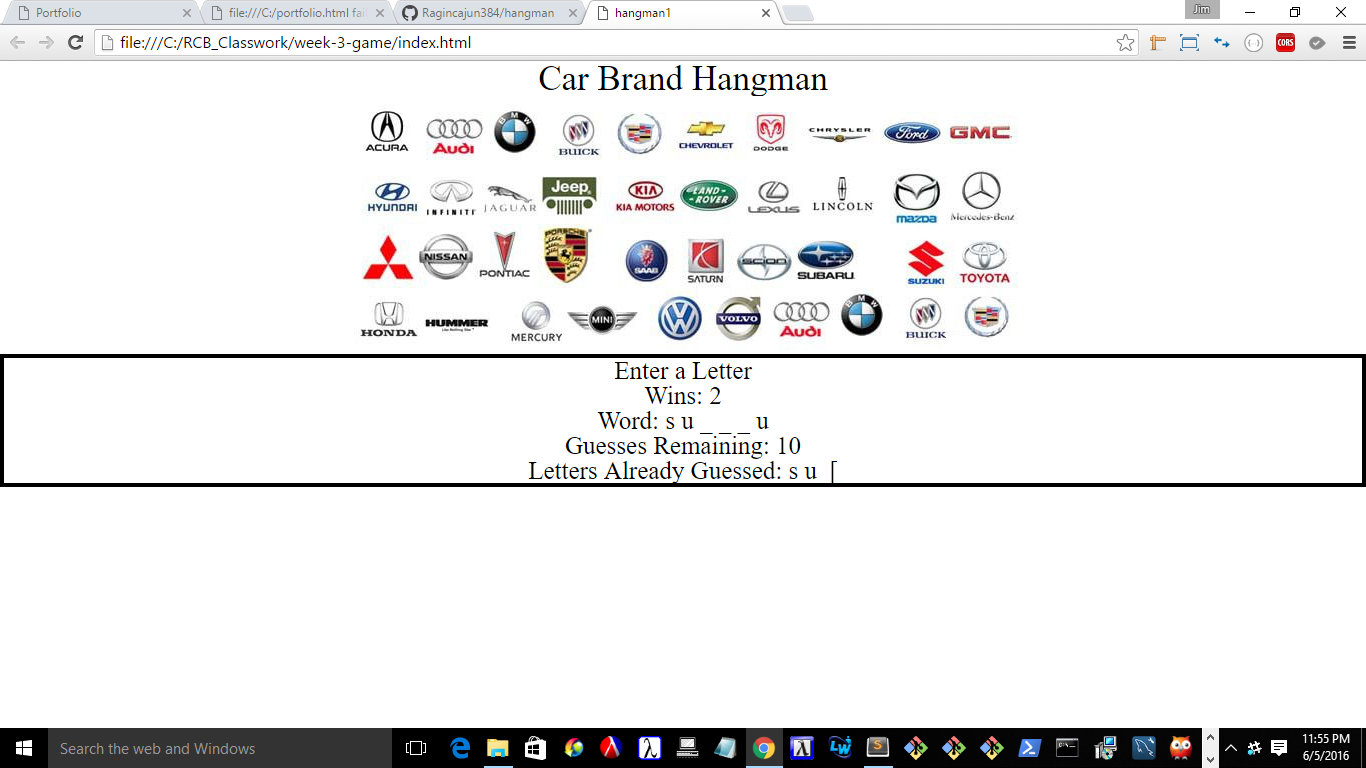 Portfolio
file:///C:/portfolio.html fai
Ragincajun384/hangman
hangman1
Jim
file:///C:/RCB_Classwork/week-3-game/index.html
CORS
Car Brand Hangman
ACURA Audi BMW BUICK CHEVROLET DODGE CHRYSLER Ford GMC
HYUNDAI INFINITI JAGUAR Jeep KIA KIA MOTORS LAND-ROVER LEXUS LINCOLN mazda Mercedes-Benz
NISSAN PONTIAC PORSCHE SAAB SATURN SCION SUBARU SUZUKI TOYOTA
HONDA HUMMER MERCURY MINI VOLVO Audi BMW BUICK
Enter a Letter
Wins: 2
Word: s u _ _ _ u
Guesses Remaining: 10
Letters Already Guessed: s u [
Search the web and Windows
11:55 PM
6/5/2016